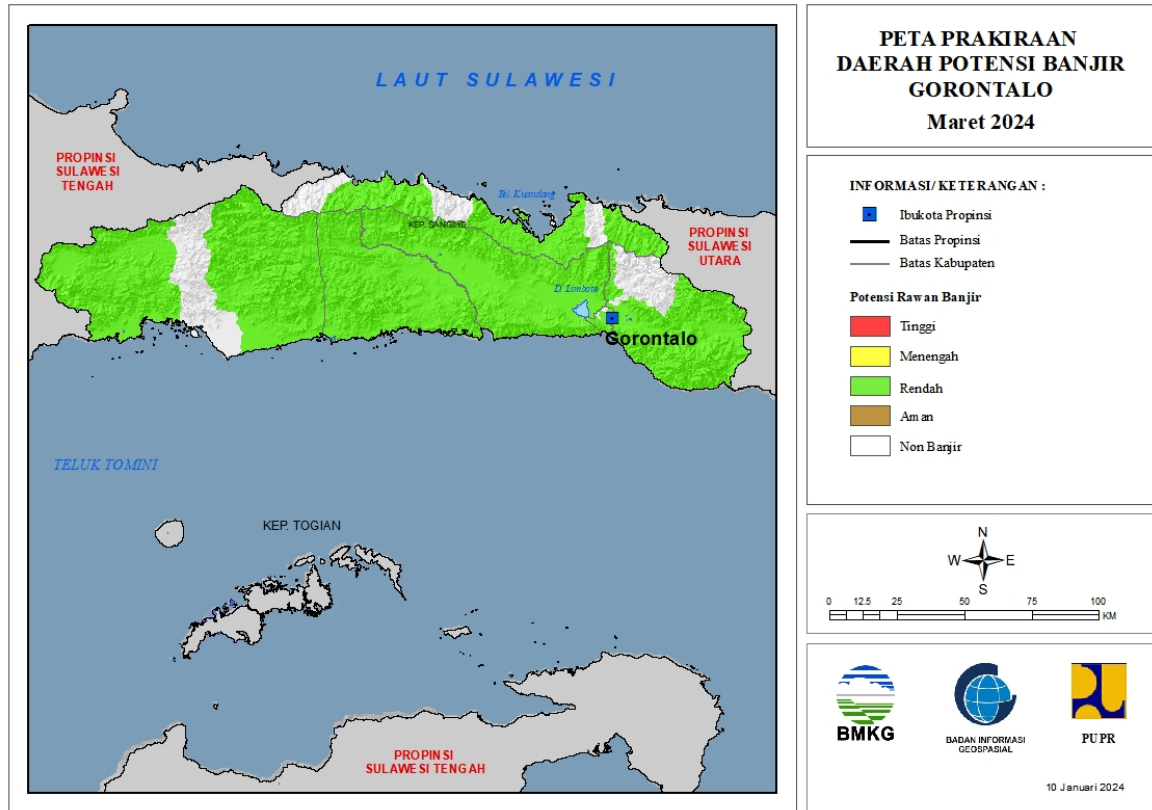 LAUT SULAWESI
PROPINSI
SULAWESI
TENGAH
Tel. Kuandang
KEP. SANGIHE
PROPINSI
SULAWESI
UTARA
D. Limboto
Gorontalo
TELUK TOMINI
KEP. TOGIAN
PROPINSI
SULAWESI TENGAH
PETA PRAKIRAAN
DAERAH POTENSI BANJIR
GORONTALO
Maret 2024
INFORMASI/ KETERANGAN :
Ibukota Propinsi
Batas Propinsi
Batas Kabupaten
Potensi Rawan Banjir
Tinggi
Menengah
Rendah
Aman
Non Banjir
N
W E
S
0 12.5 25 50 75 100
KM
BMKG
BADAN INFORMASI
GEOSPASIAL
PUPR
10 Januari 2024